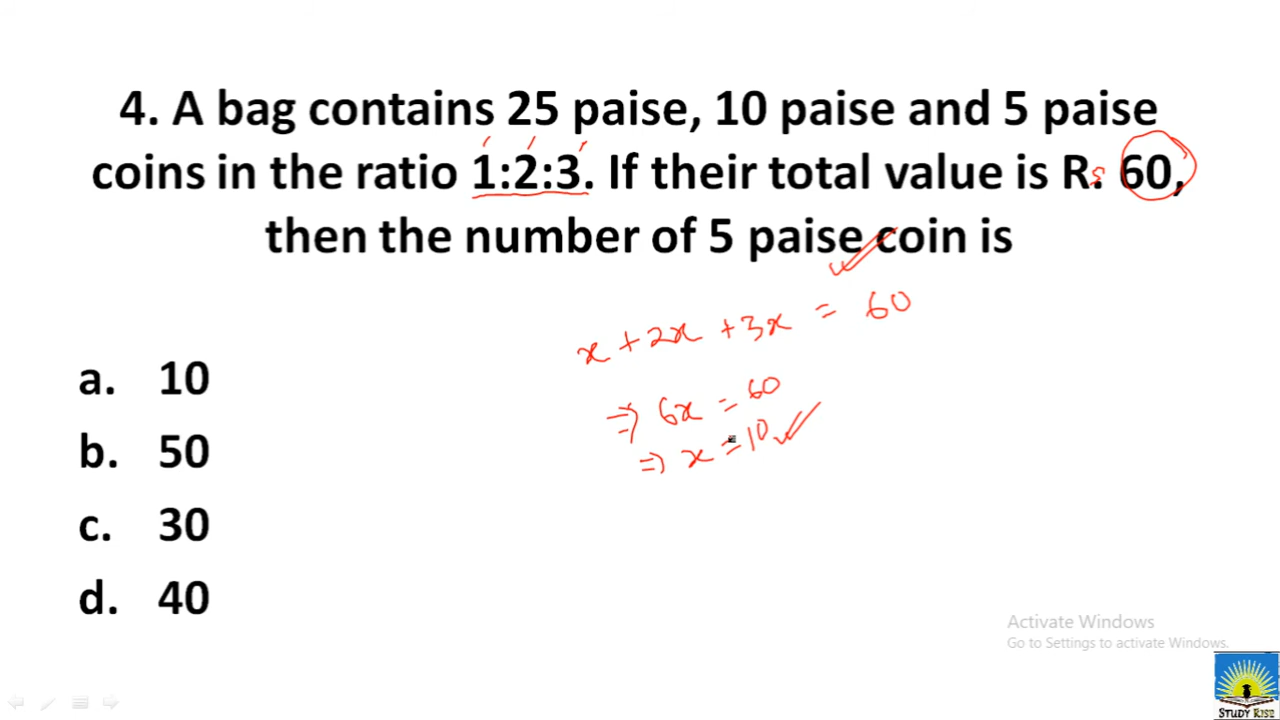 4. A bag contains 25 paise, 10 paise and 5 paise
coins in the ratio 1:2:3. If their total value is Rs. 60,
then the number of 5 paise coin is
x + 2x + 3x = 60
a. 10
⇒ 6x = 60
b. 50
⇒ x = 10
c. 30
d. 40
Activate Windows
Go to Settings to activate Windows.
STUDY RISE